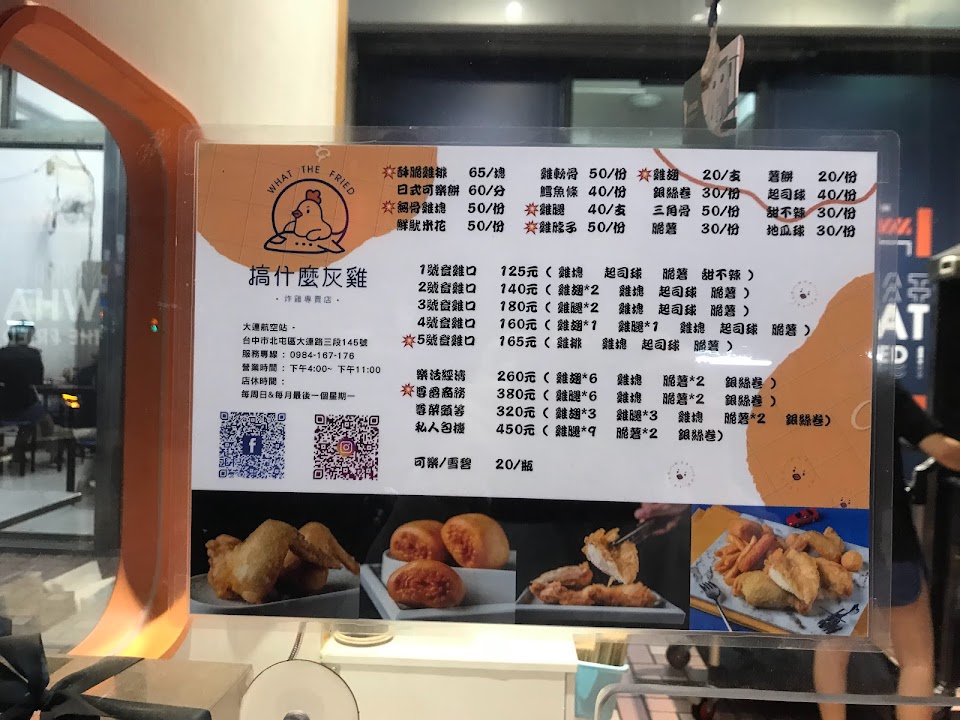 WHAT THE FRIED
搞什麼灰雞
·炸雞專賣店·
大連航空站 -
台中市北屯區大連路三段145號
服務專線 : 0984-167-176
營業時間 : 下午4:00~ 下午11:00
店休時間 :
每周日&每月最後一個星期一
酥脆雞排 65/塊 雞軟骨 50/份 雞翅 20/支 薯餅 20/份
日式可樂餅 60/分 鱈魚條 40/份 銀絲卷 30/份 起司球 40/份
鹹骨雞塊 50/份 雞腿 40/支 三角骨 50/份 甜不辣 30/份
鮮魷米花 50/份 雞胗多 50/份 脆薯 30/份 地瓜球 30/份
1號登雞口 125元 ( 雞塊 起司球 脆薯 甜不辣 )
2號登雞口 140元 ( 雞翅*2 雞塊 起司球 脆薯 )
3號登雞口 180元 ( 雞腿*2 雞塊 起司球 脆薯 )
4號登雞口 160元 ( 雞翅*1 雞腿*1 雞塊 起司球 脆薯 )
5號登雞口 165元 ( 雞排 雞塊 起司球 脆薯 )
樂活經濟 260元 ( 雞翅*6 雞塊 脆薯*2 銀絲卷 )
尊爵商務 380元 ( 雞腿*6 雞塊 脆薯*2 銀絲卷 )
尊榮頭等 320元 ( 雞翅*3 雞腿*3 雞塊 脆薯*2 銀絲卷)
私人包機 450元 ( 雞腿*9 脆薯*2 銀絲卷)
可樂/雪碧 20/瓶